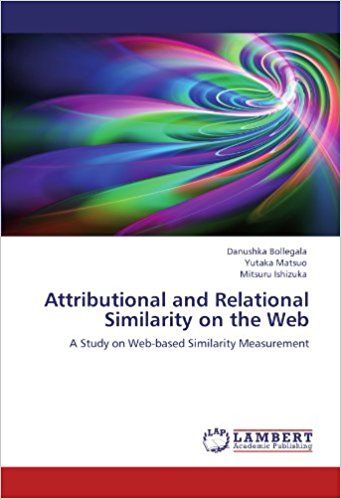 Danushka Bollegala
Yutaka Matsuo
Mitsuru Ishizuka
Attributional and Relational
Similarity on the Web
A Study on Web-based Similarity Measurement
LAP LAMBERT
Academic Publishing